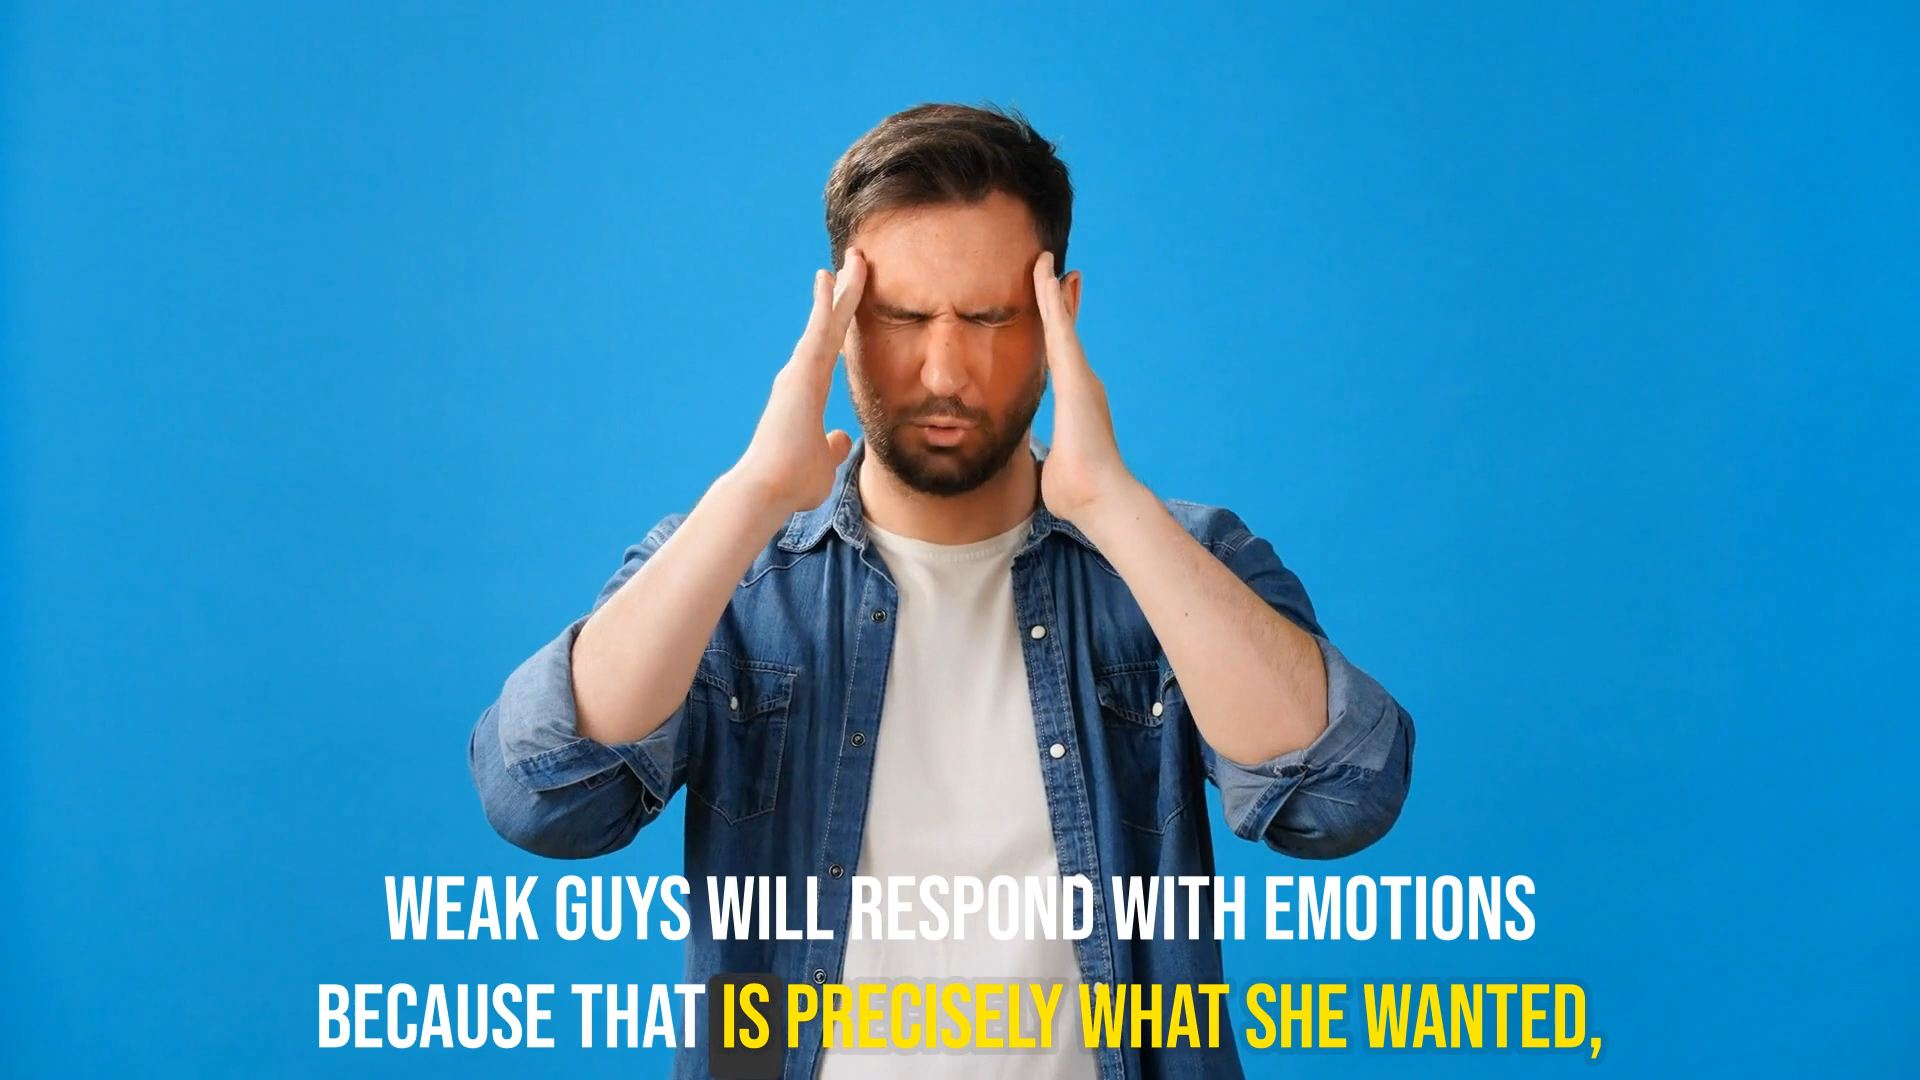 WEAK GUYS WILL RESPOND WITH EMOTIONS
BECAUSE THAT IS PRECISELY WHAT SHE WANTED,